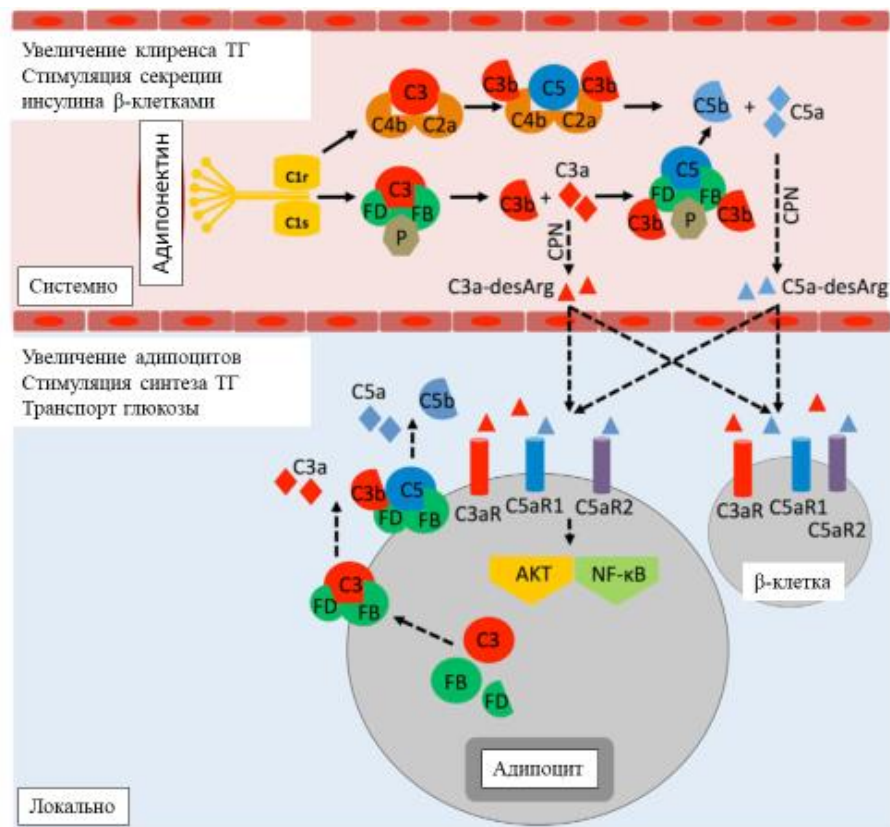 Увеличение клиренса ТГ
Стимуляция секреции
инсулина β-клетками
Адипонектин
C1r
C1s
C3
C4b
C2a
C3b
C5
C3b
C4b
C2a
C5b
+
C5a
C3
FD
FB
P
C3b
+
C3a
C5
FD
FB
C3b
P
C3b
CPN
CPN
C3a-desArg
C5a-desArg
Системно
Увеличение адипоцитов
Стимуляция синтеза ТГ
Транспорт глюкозы
C5a
C5b
C3a
C3b
C5
FD
FB
C3aR
C5aR1
C5aR2
C3aR
C5aR1
C5aR2
AKT
NF-κB
β-клетка
C3
FD
FB
C3
FB
FD
Адипоцит
Локально